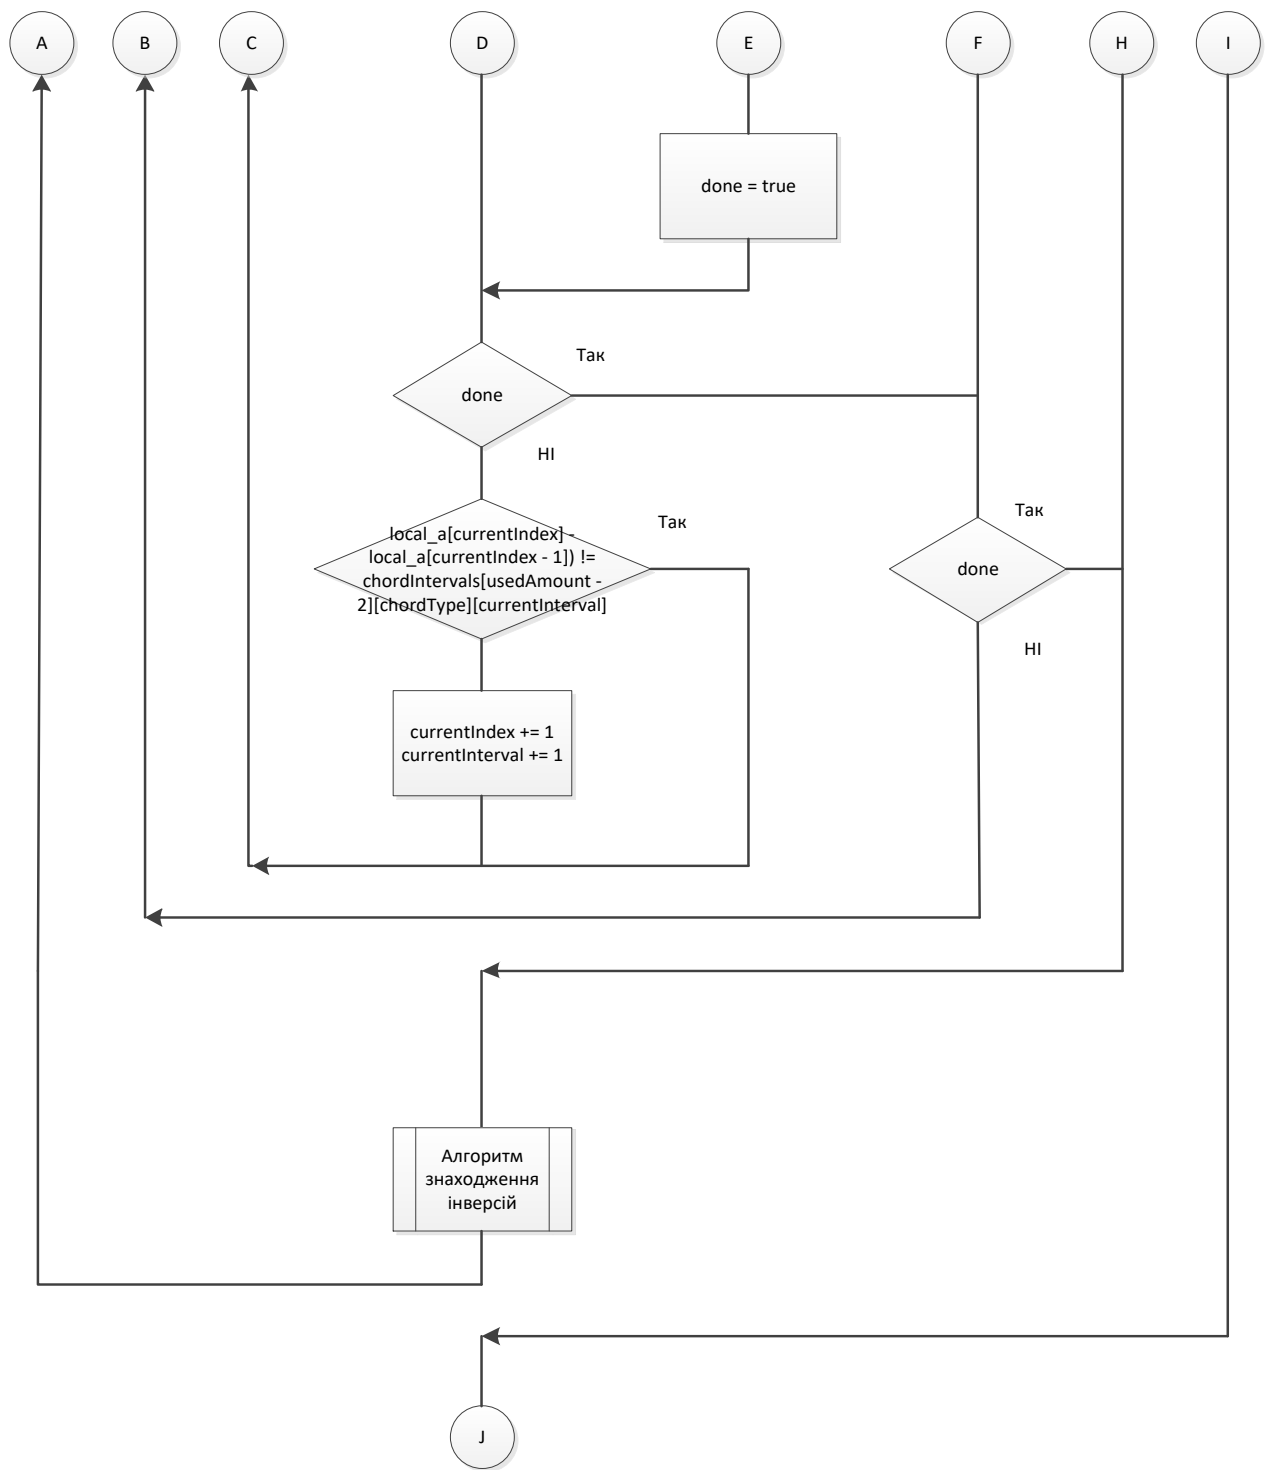 A
B
C
D
E
F
H
I
done = true
Так
done
НІ
local_a[currentIndex] -
local_a[currentIndex - 1]) !=
chordIntervals[usedAmount -
2][chordType][currentInterval]
Так
Так
done
НІ
currentIndex += 1
currentInterval += 1
Алгоритм
знаходження
інверсій
J